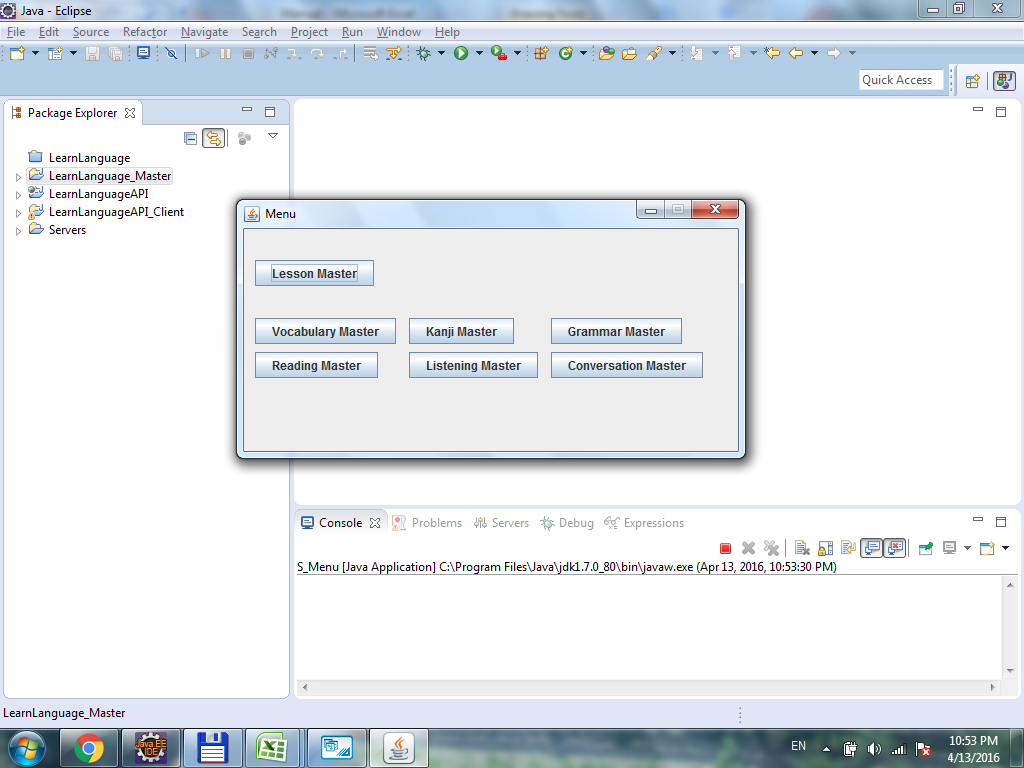 Java - Eclipse
File Edit Source Refactor Navigate Search Project Run Window Help
Quick Access
Package Explorer
LearnLanguage
LearnLanguage_Master
LearnLanguageAPI
LearnLanguageAPI_Client
Servers
Menu
Lesson Master
Vocabulary Master Kanji Master Grammar Master
Reading Master Listening Master Conversation Master
Console Problems Servers Debug Expressions
S_Menu [Java Application] C:\Program Files\Java\jdk1.7.0_80\bin\javaw.exe (Apr 13, 2016, 10:53:30 PM)
LearnLanguage_Master
Java EE
IDE
EN
10:53 PM
4/13/2016